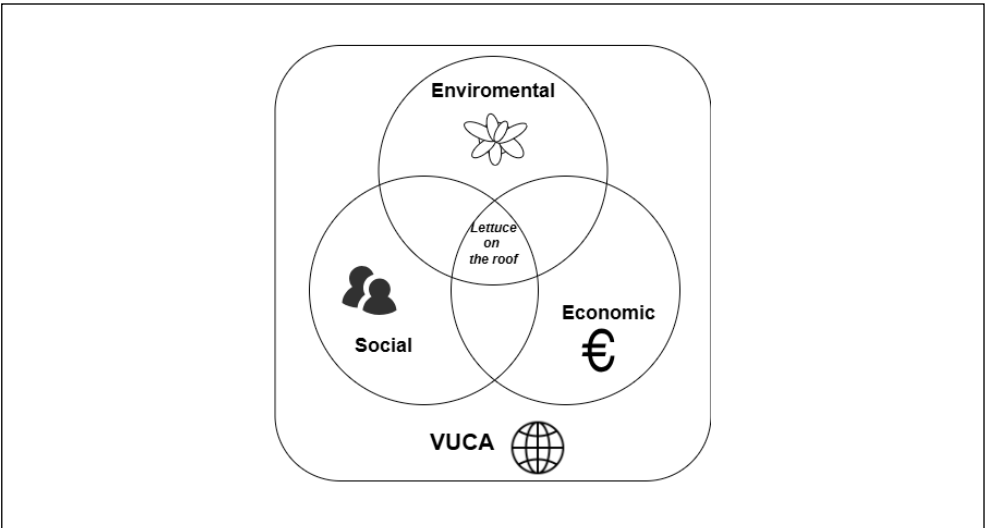 Enviromental
Lettuce
on
the roof
Economic
€
Social
VUCA